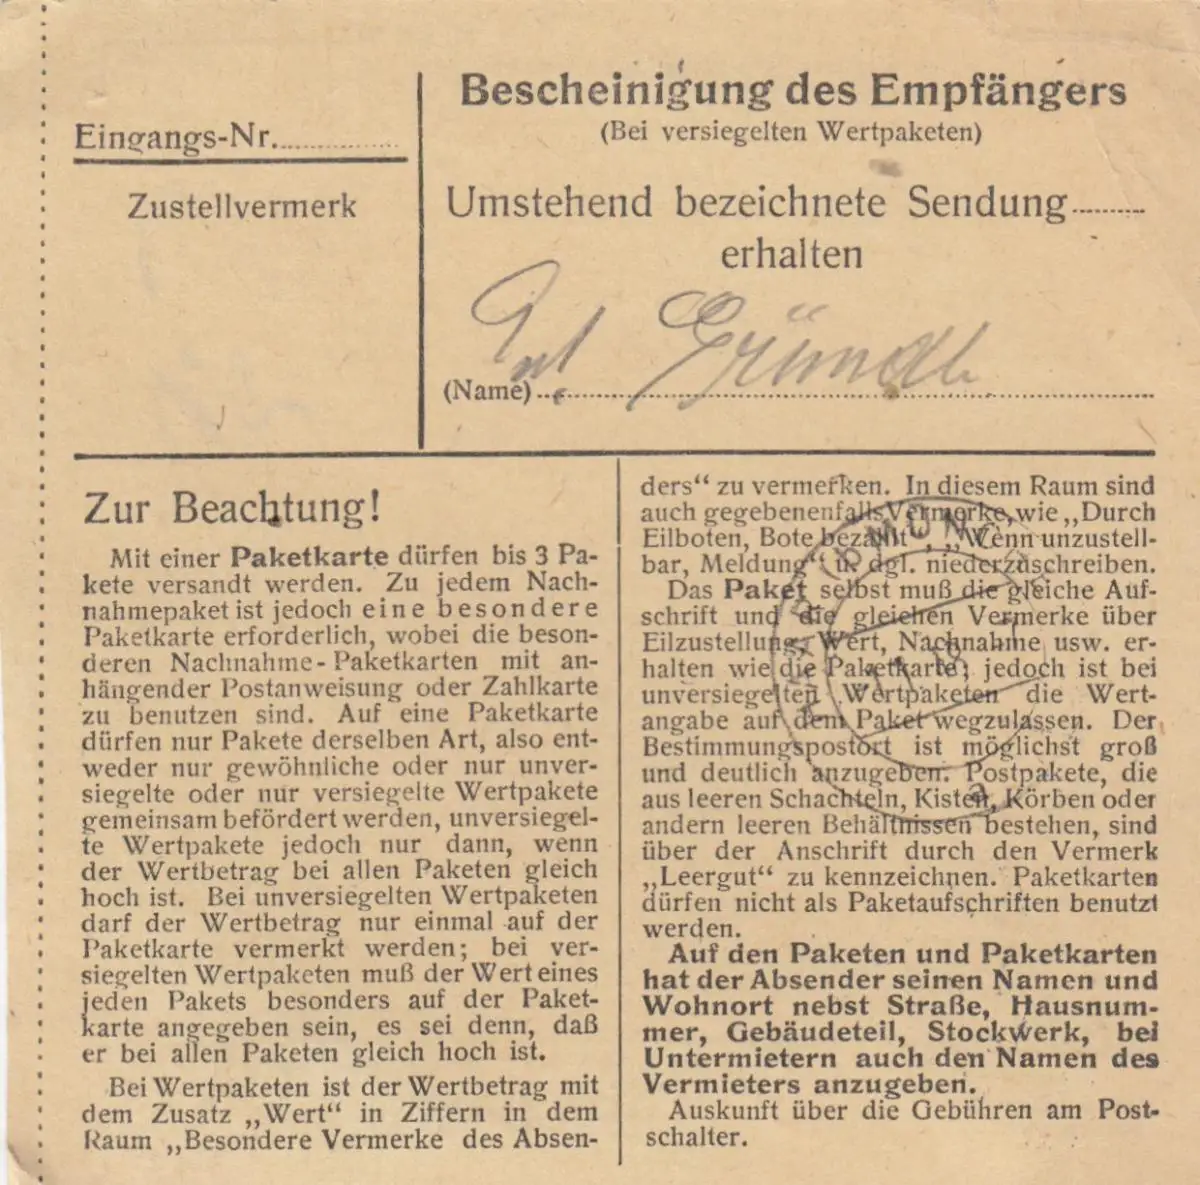 Eingangs-Nr.
Zustellvermerk
Bescheinigung des Empfängers
(Bei versiegelten Wertpaketen)
Umstehend bezeichnete Sendung
erhalten
(Name)
Zur Beachtung!
Mit einer Paketkarte dürfen bis 3 Pa-
kete versandt werden. Zu jedem Nach-
nahmepaket ist jedoch eine besondere
Paketkarte erforderlich, wobei die beson-
deren Nachnahme-Paketkarten mit an-
hängender Postanweisung oder Zahlkarte
zu benutzen sind. Auf eine Paketkarte
dürfen nur Pakete derselben Art, also ent-
weder nur gewöhnliche oder nur unver-
siegelte oder nur versiegelte Wertpakete
gemeinsam befördert werden, unversiegel-
te Wertpakete jedoch nur dann, wenn
der Wertbetrag bei allen Paketen gleich
hoch ist. Bei unversiegelten Wertpaketen
darf der Wertbetrag nur einmal auf der
Paketkarte vermerkt werden; bei ver-
siegelten Wertpaketen muß der Wert eines
jeden Pakets besonders auf der Paket-
karte angegeben sein, es sei denn, daß
er bei allen Paketen gleich hoch ist.
Bei Wertpaketen ist der Wertbetrag mit
dem Zusatz „Wert“ in Ziffern in dem
Raum „Besondere Vermerke des Absen-
ders“ zu vermerken. In diesem Raum sind
auch gegebenenfalls Vermerke, wie „Durch
Eilboten, Bote bezahlt“, „Wenn unzustell-
bar, Meldung“ u. dgl. niederzuschreiben.
Das Paket selbst muß die gleiche Auf-
schrift und die gleichen Vermerke über
Eilzustellung, Wert, Nachnahme usw. er-
halten wie die Paketkarte; jedoch ist bei
unversiegelten Wertpaketen die Wert-
angabe auf dem Paket wegzulassen. Der
Bestimmungspostort ist möglichst groß
und deutlich anzugeben. Postpakete, die
aus leeren Schachteln, Kisten, Körben oder
andern leeren Behältnissen bestehen, sind
über der Anschrift durch den Vermerk
„Leergut“ zu kennzeichnen. Paketkarten
dürfen nicht als Paketaufschriften benutzt
werden.
Auf den Paketen und Paketkarten
hat der Absender seinen Namen und
Wohnort nebst Straße, Hausnum-
mer, Gebäudeteil, Stockwerk, bei
Untermietern auch den Namen des
Vermieters anzugeben.
Auskunft über die Gebühren am Post-
schalter.